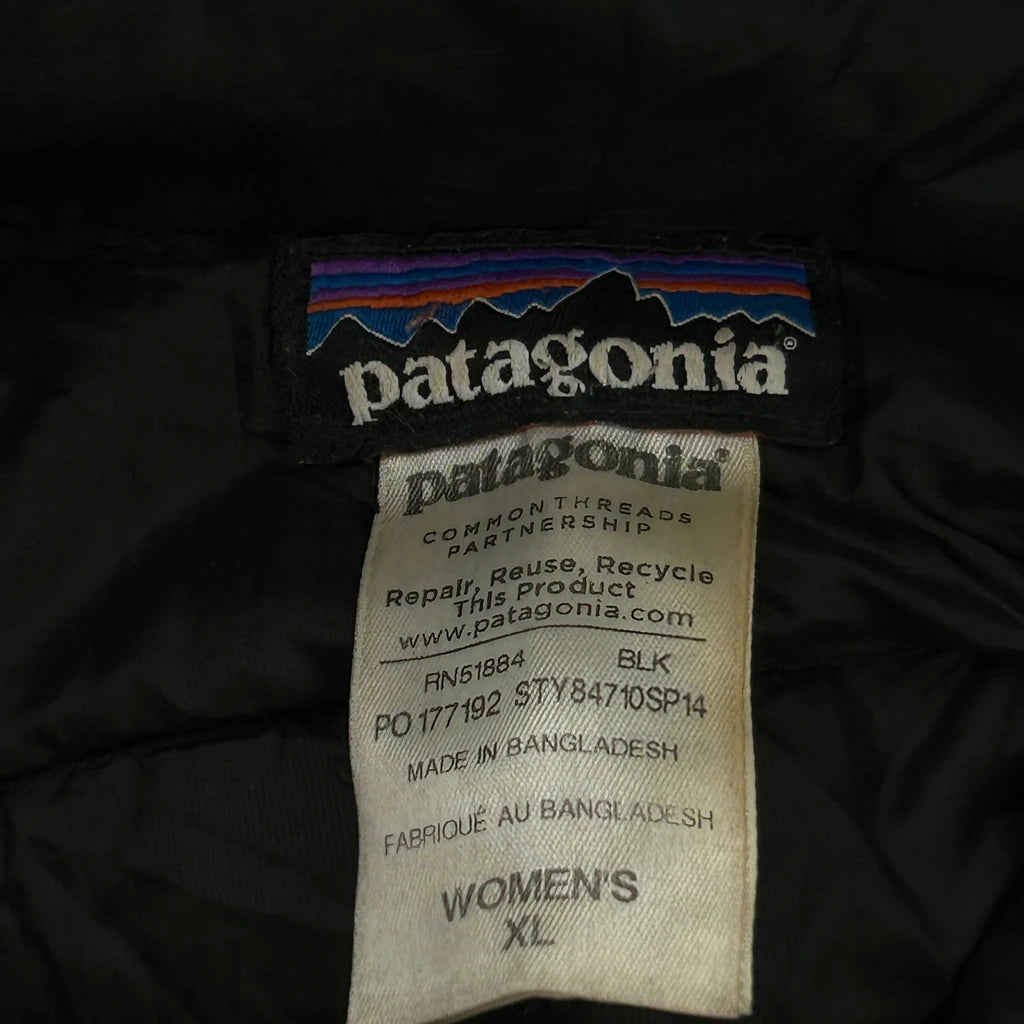 patagonia®
patagonia®
COMMON THREADS
PARTNERSHIP
Repair, Reuse, Recycle
This Product
www.patagonia.com
RN51884 BLK
PO 177192 STY84710SP14
MADE IN BANGLADESH
FABRIQUÉ AU BANGLADESH
WOMEN'S
XL